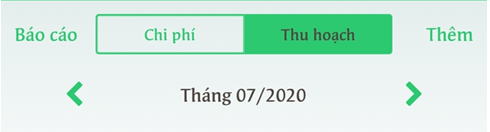 Báo cáo Chi phí Thu hoạch Thêm
Tháng 07/2020